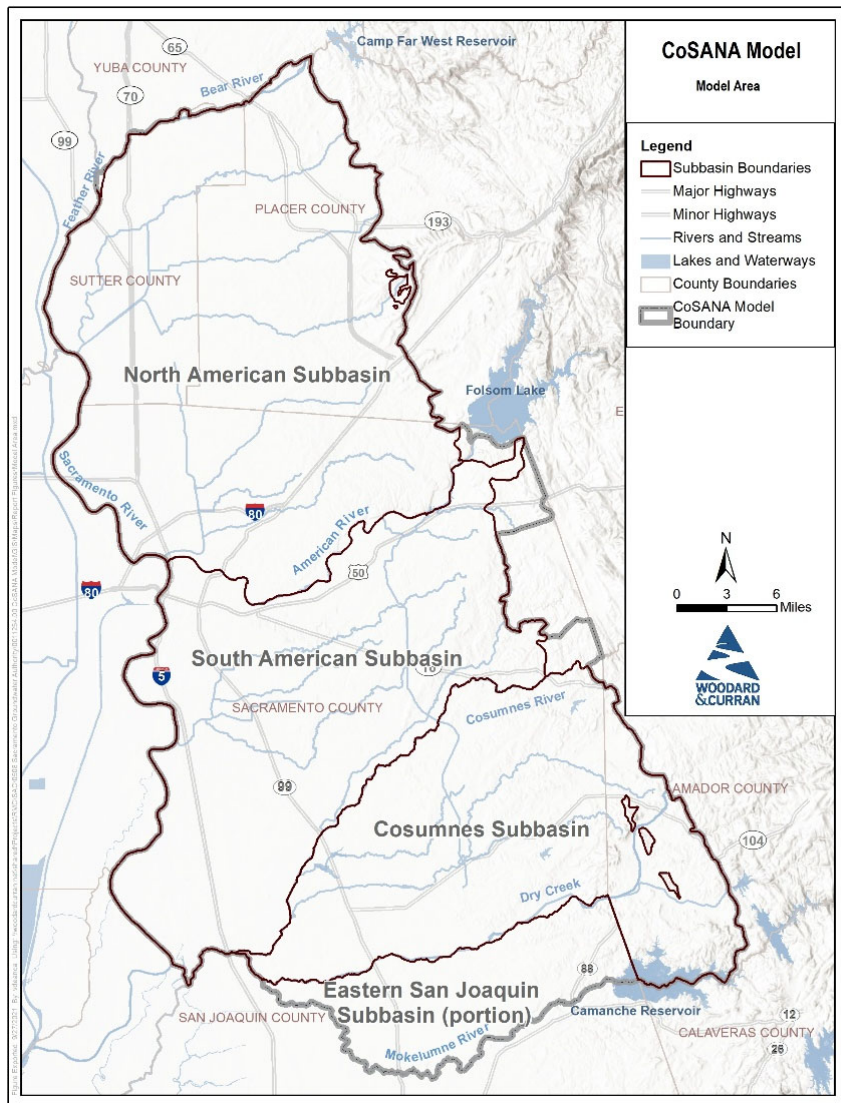 CoSANA Model
Model Area
Legend
Subbasin Boundaries
Major Highways
Minor Highways
Rivers and Streams
Lakes and Waterways
County Boundaries
CoSANA Model
Boundary
N
0 3 6
Miles
WOODARD
&CURRAN
Camp Far West Reservoir
65
YUBA COUNTY
Bear River
70
99
Feather River
PLACER COUNTY
193
SUTTER COUNTY
North American Subbasin
Folsom Lake
E
Sacramento River
80
American River
50
80
South American Subbasin
16
5
SACRAMENTO COUNTY
Cosumnes River
99
AMADOR COUNTY
Cosumnes Subbasin
104
Dry Creek
88
Eastern San Joaquin
Subbasin (portion)
SAN JOAQUIN COUNTY
Camanche Reservoir
12
Mokelumne River
CALAVERAS COUNTY
26